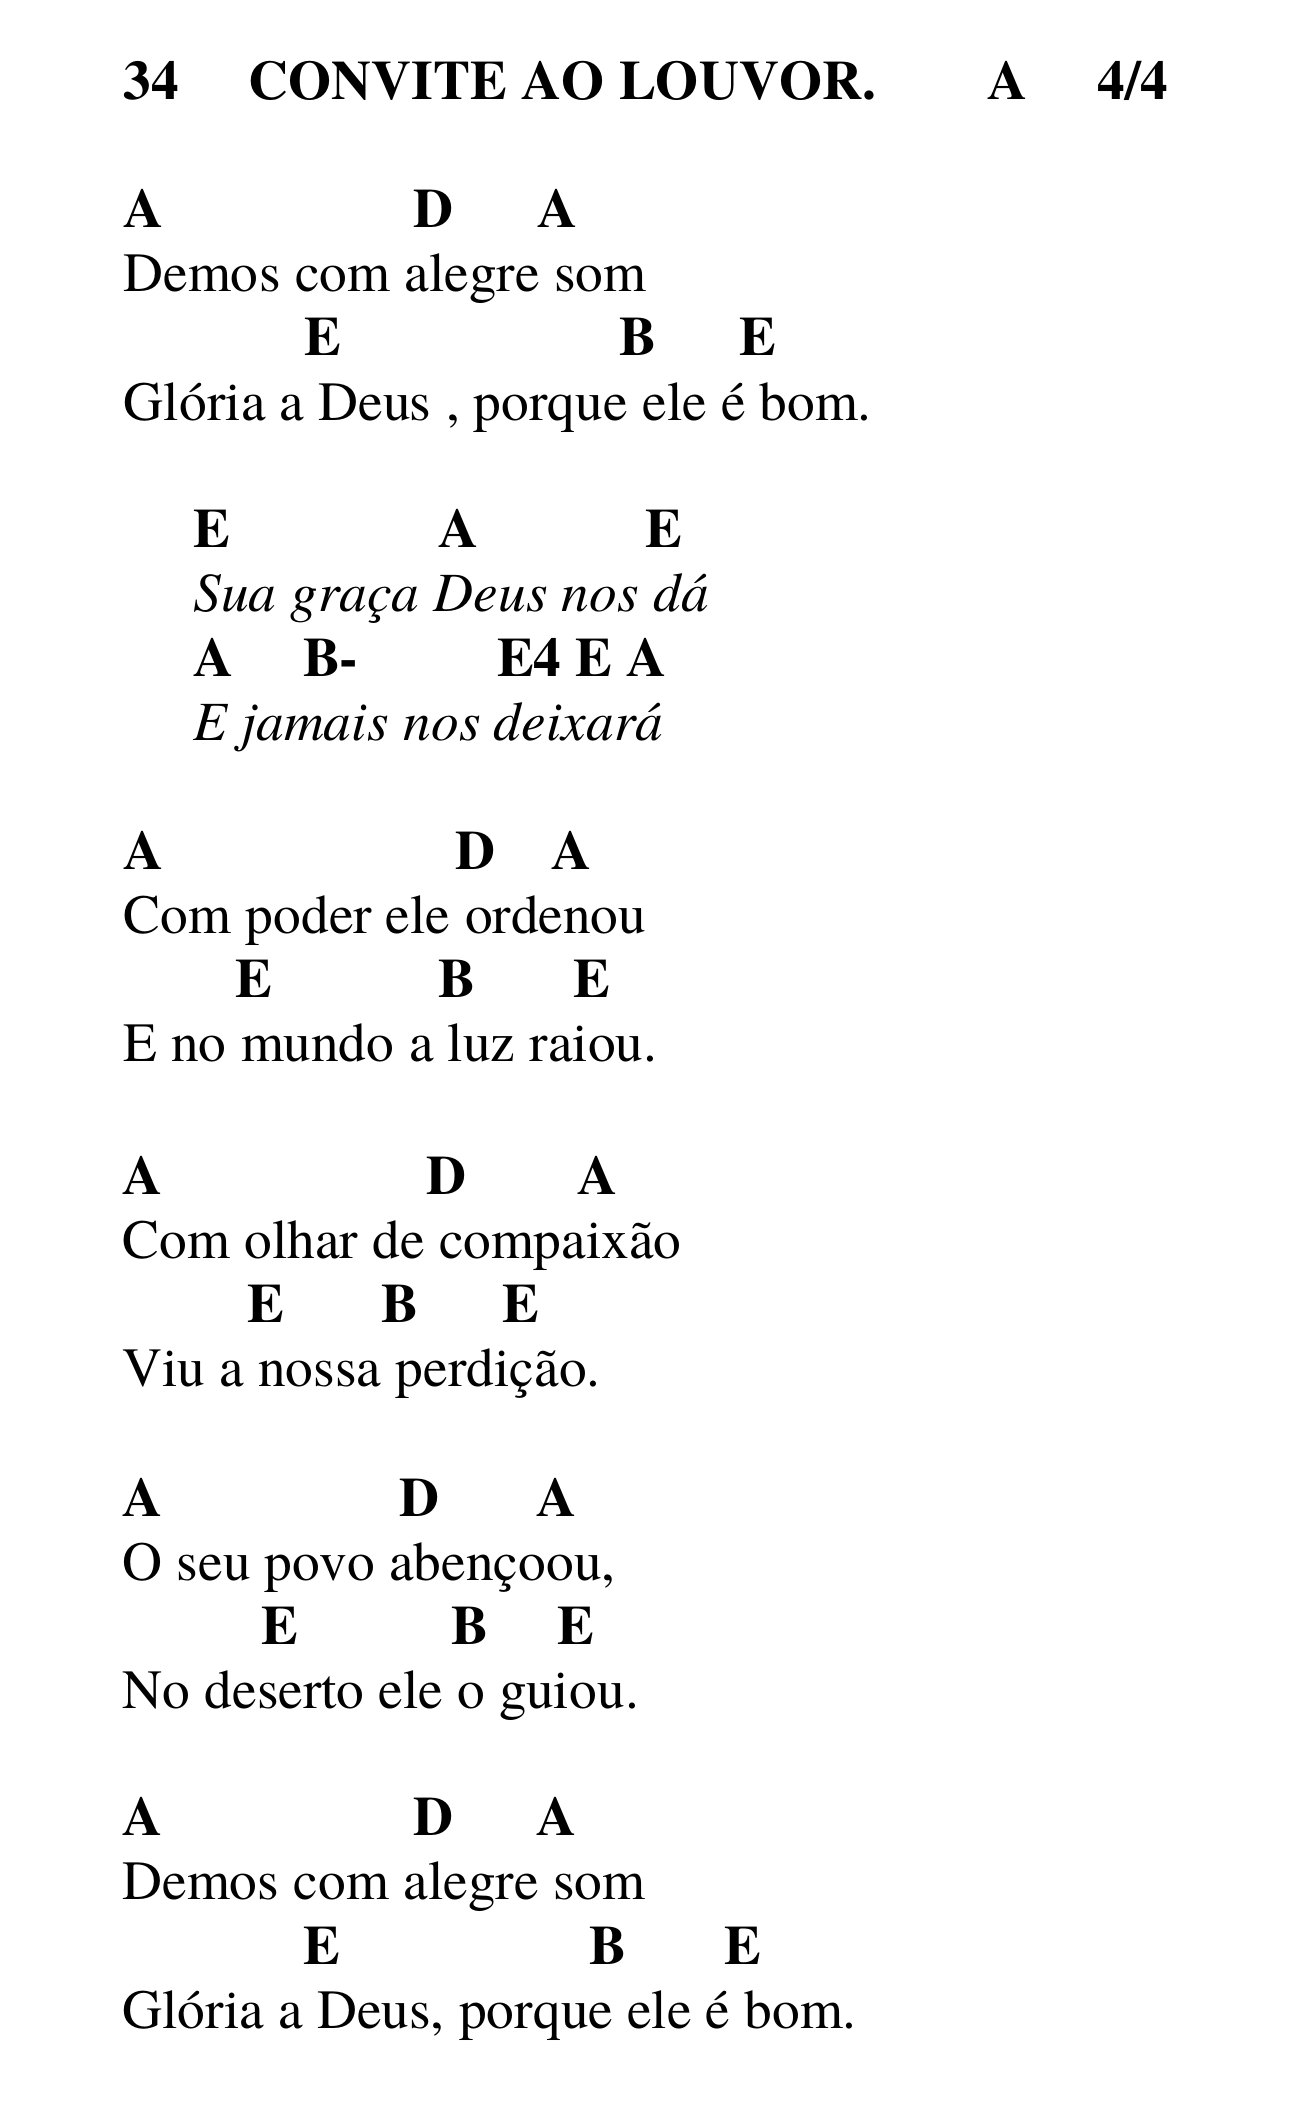 34 CONVITE AO LOUVOR. A 4/4
A D A
Demos com alegre som
E B E
Glória a Deus , porque ele é bom.
E A E
Sua graça Deus nos dá
A B- E4 E A
E jamais nos deixará
A D A
Com poder ele ordenou
E B E
E no mundo a luz raiou.
A D A
Com olhar de compaixão
E B E
Viu a nossa perdição.
A D A
O seu povo abençoou,
E B E
No deserto ele o guiou.
A D A
Demos com alegre som
E B E
Glória a Deus, porque ele é bom.